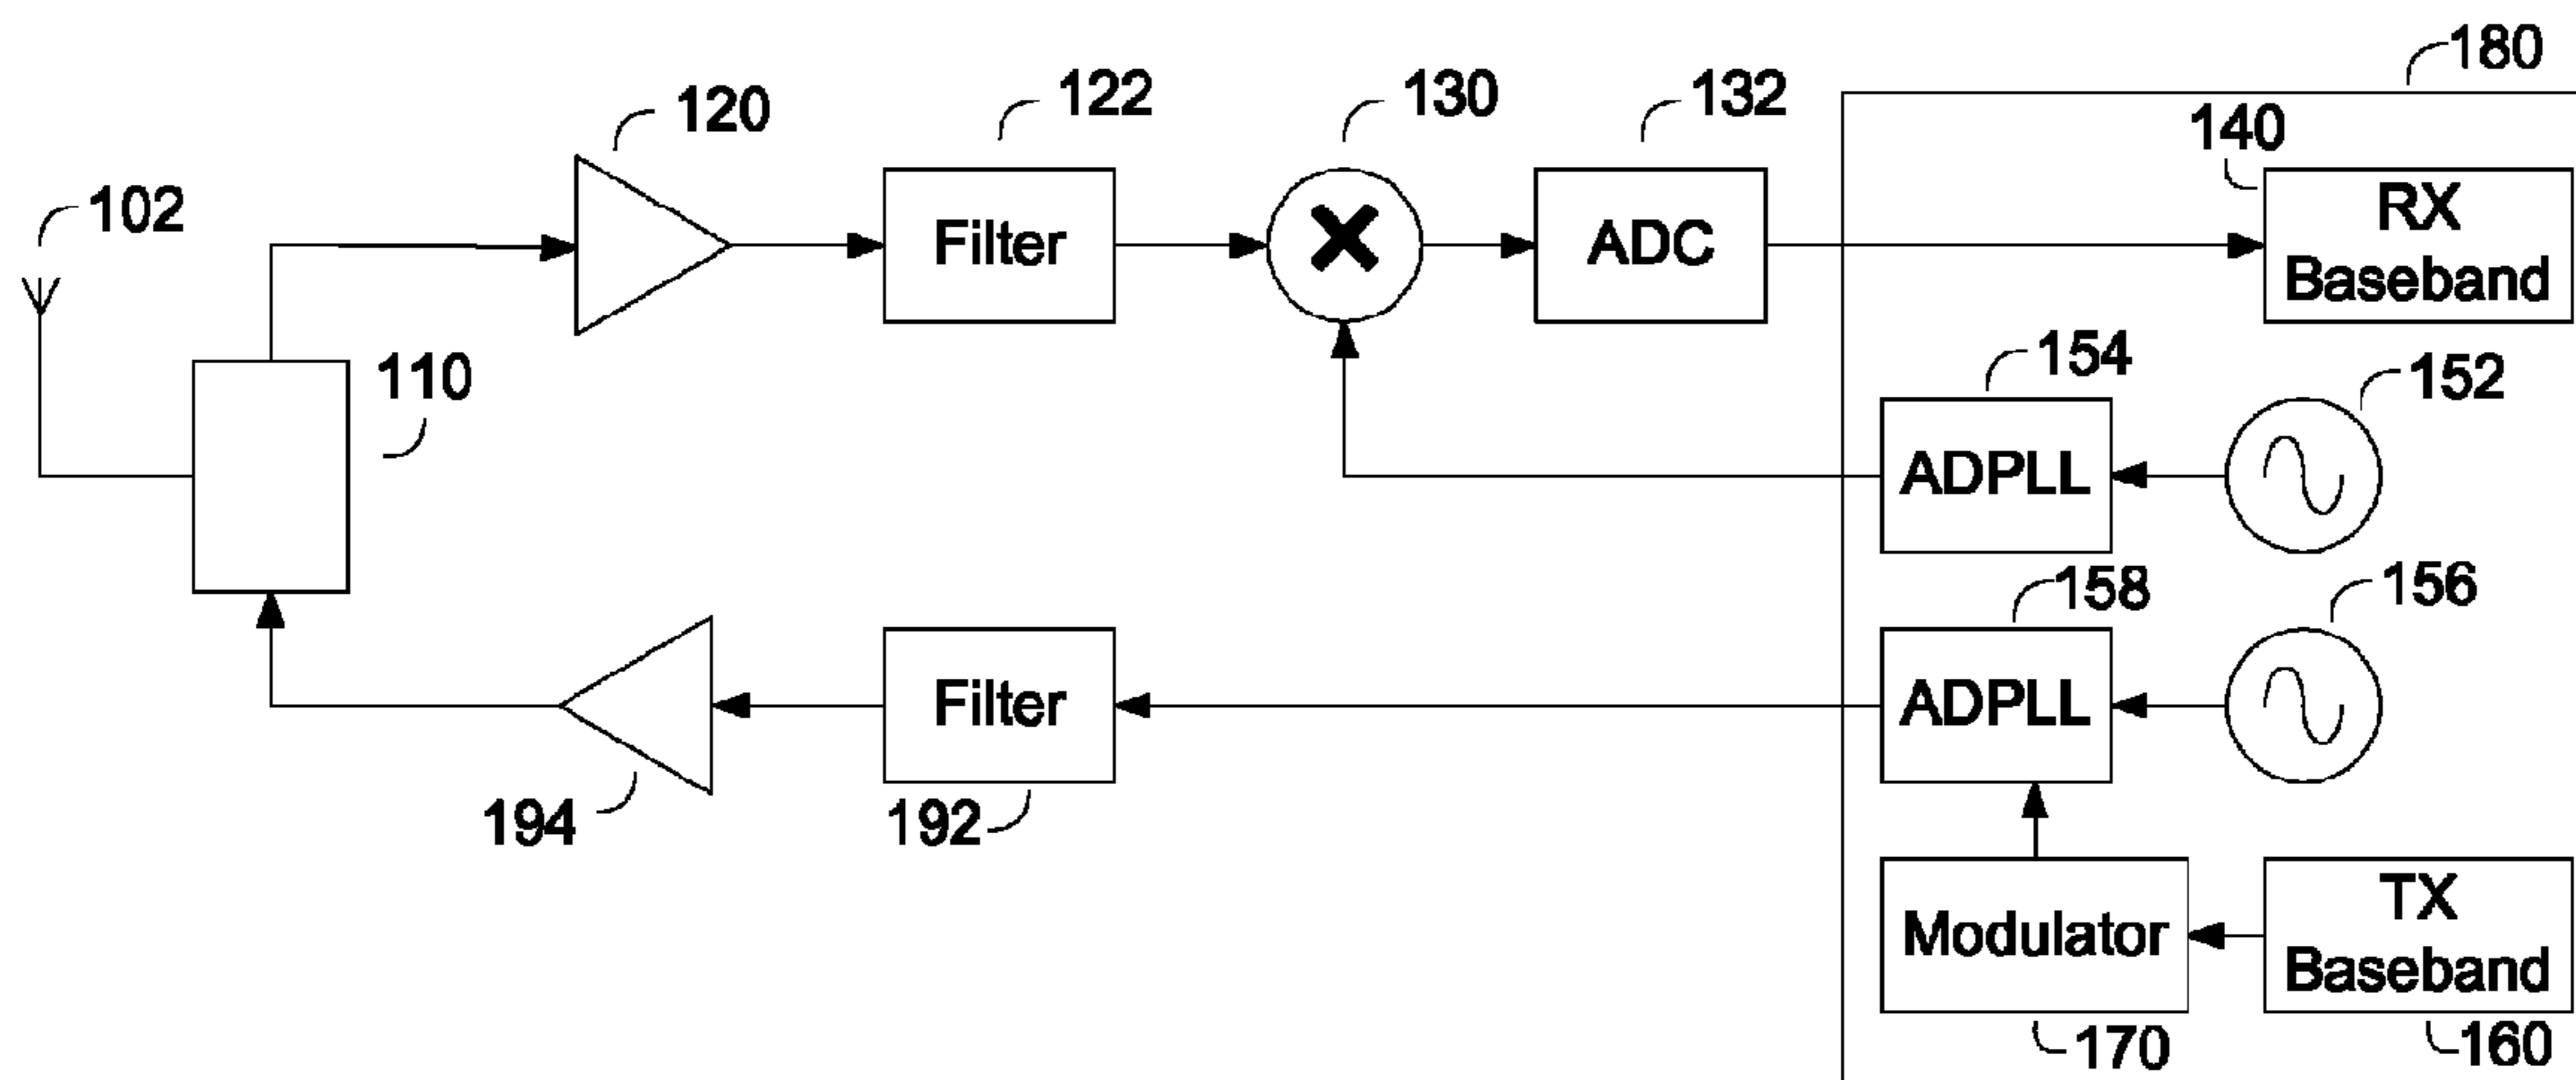 180
120
122
130
132
140
102
Filter
ADC
RX
Baseband
110
154
152
ADPLL
158
156
Filter
ADPLL
194
192
Modulator
TX
Baseband
170
160